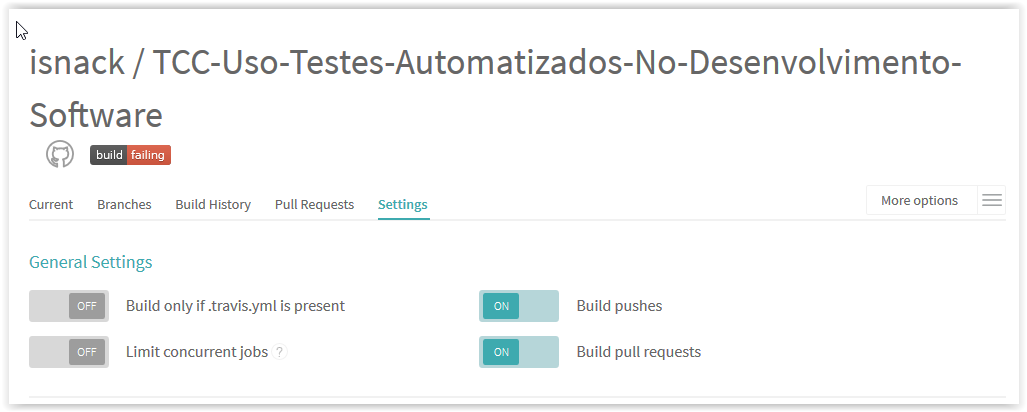 isnack / TCC-Uso-Testes-Automatizados-No-Desenvolvimento-
Software
build failing
Current Branches Build History Pull Requests Settings More options
General Settings
OFF Build only if .travis.yml is present ON Build pushes
OFF Limit concurrent jobs ? ON Build pull requests